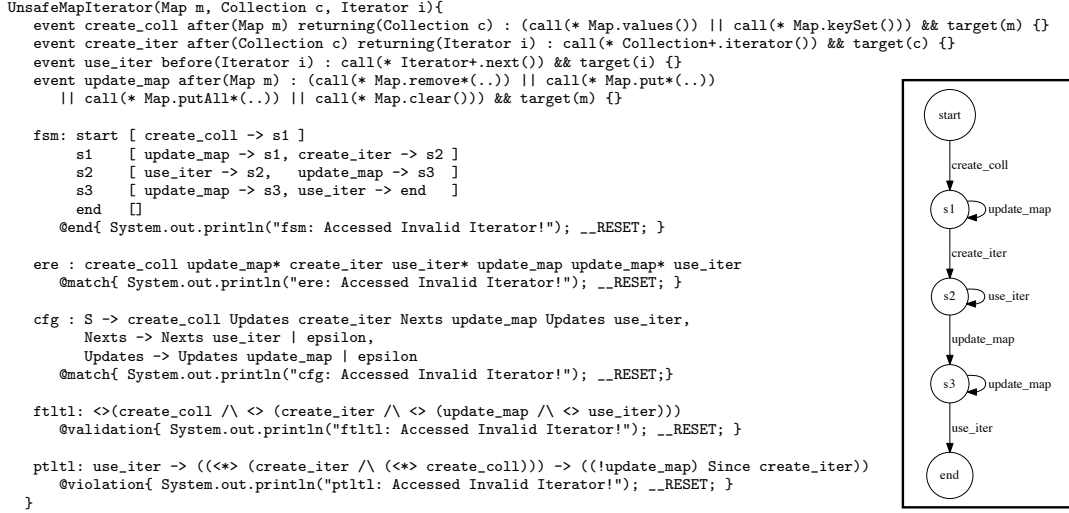 UnsafeMapIterator(Map m, Collection c, Iterator i){
event create_coll after(Map m) returning(Collection c) : (call(* Map.values()) || call(* Map.keySet())) && target(m) {}
event create_iter after(Collection c) returning(Iterator i) : call(* Collection+.iterator()) && target(c) {}
event use_iter before(Iterator i) : call(* Iterator+.next()) && target(i) {}
event update_map after(Map m) : (call(* Map.remove*(..)) || call(* Map.put*(..))
|| call(* Map.putAll*(..)) || call(* Map.clear())) && target(m) {}
fsm: start [ create_coll -> s1 ]
s1 [ update_map -> s1, create_iter -> s2 ]
s2 [ use_iter -> s2, update_map -> s3 ]
s3 [ update_map -> s3, use_iter -> end ]
end []
@end{ System.out.println("fsm: Accessed Invalid Iterator!"); __RESET; }
ere : create_coll update_map* create_iter use_iter* update_map update_map* use_iter
@match{ System.out.println("ere: Accessed Invalid Iterator!"); __RESET; }
cfg : S -> create_coll Updates create_iter Nexts update_map Updates use_iter,
Nexts -> Nexts use_iter | epsilon,
Updates -> Updates update_map | epsilon
@match{ System.out.println("cfg: Accessed Invalid Iterator!"); __RESET;}
ftltl: <>(create_coll /\ <> (create_iter /\ <> (update_map /\ <> use_iter)))
@validation{ System.out.println("ftltl: Accessed Invalid Iterator!"); __RESET; }
ptltl: use_iter -> ((<*> (create_iter /\ (<*> create_coll))) -> ((!update_map) Since create_iter))
@violation{ System.out.println("ptltl: Accessed Invalid Iterator!"); __RESET; }
}
start
create_coll
s1 update_map
create_iter
s2 use_iter
update_map
s3 update_map
use_iter
end